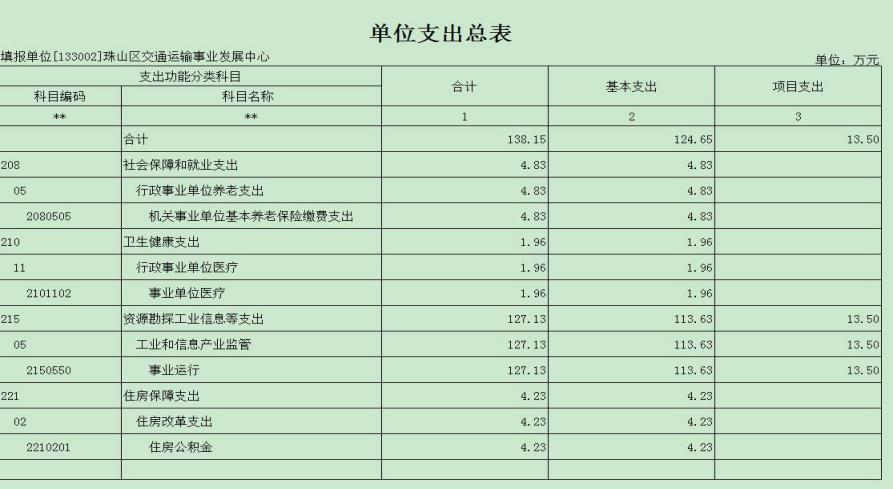 单位支出总表
填报单位[133002]珠山区交通运输事业发展中心 单位：万元
支出功能分类科目 合计 基本支出 项目支出
科目编码 科目名称
** ** 1 2 3
合计 138.15 124.65 13.50
208 社会保障和就业支出 4.83 4.83
05 行政事业单位养老支出 4.83 4.83
2080505 机关事业单位基本养老保险缴费支出 4.83 4.83
210 卫生健康支出 1.96 1.96
11 行政事业单位医疗 1.96 1.96
2101102 事业单位医疗 1.96 1.96
215 资源勘探工业信息等支出 127.13 113.63 13.50
05 工业和信息产业监管 127.13 113.63 13.50
2150550 事业运行 127.13 113.63 13.50
221 住房保障支出 4.23 4.23
02 住房改革支出 4.23 4.23
2210201 住房公积金 4.23 4.23